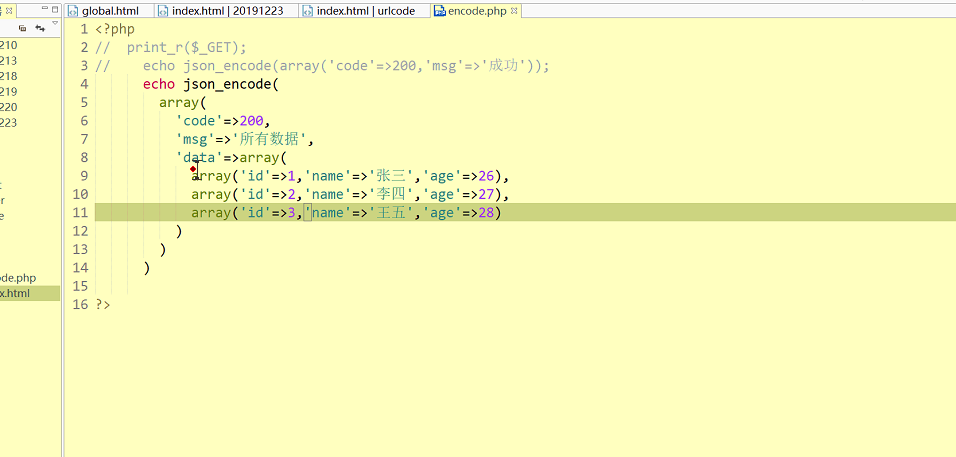 global.html
index.html | 20191223
index.html | urlcode
encode.php
210
213
218
219
220
223
t
r
e
ode.php
x.html
1 <?php
2 //  print_r($_GET);
3 //    echo json_encode(array('code'=>200,'msg'=>'成功'));
4 echo json_encode(
5 array(
6 'code'=>200,
7 'msg'=>'所有数据',
8 'data'=>array(
9 array('id'=>1,'name'=>'张三','age'=>26),
10 array('id'=>2,'name'=>'李四','age'=>27),
11 array('id'=>3,'name'=>'王五','age'=>28)
12 )
13 )
14 )
15
16 ?>